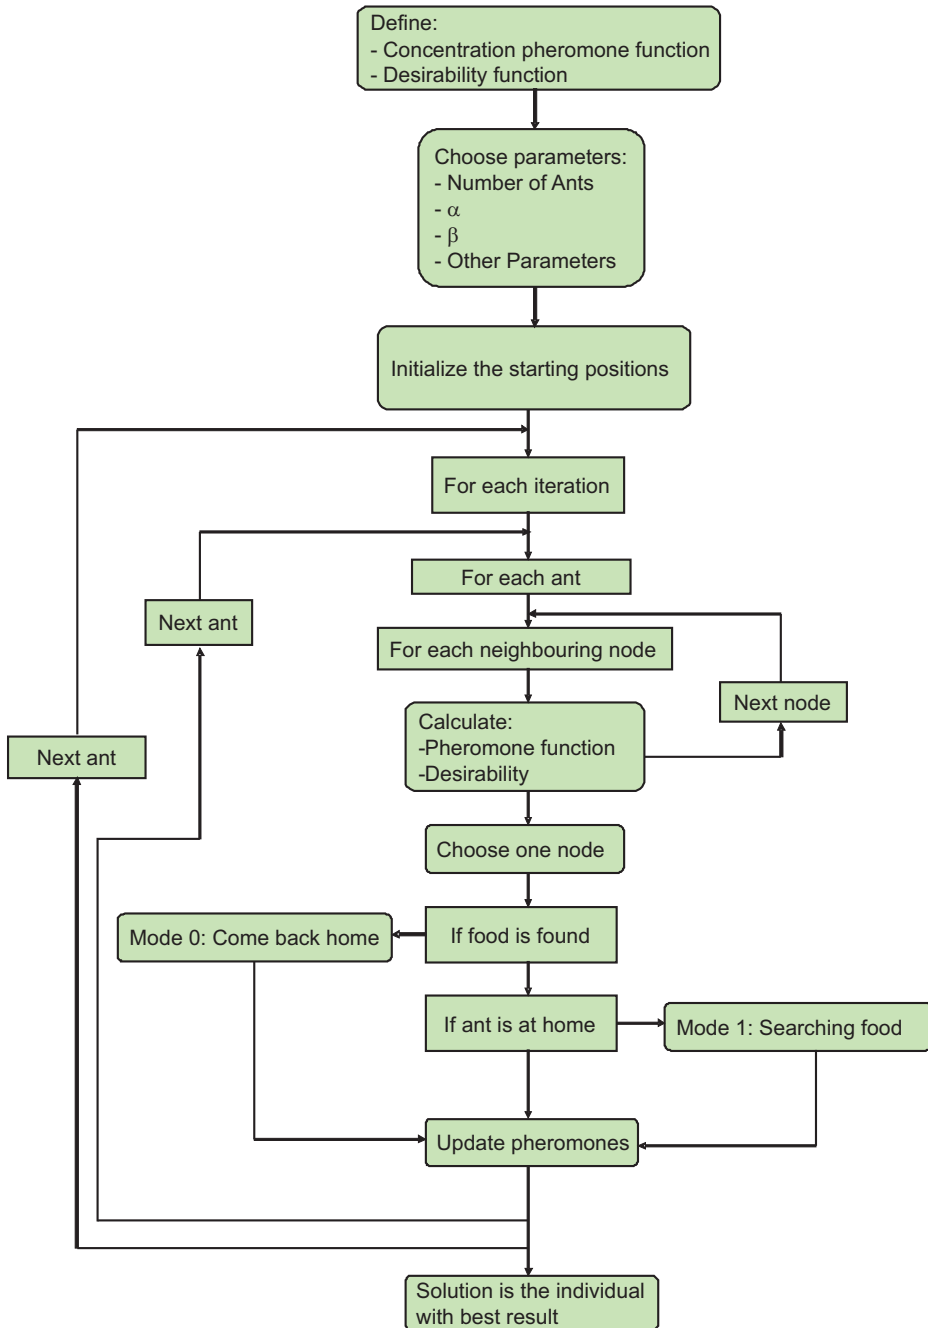 Define:
- Concentration pheromone function
- Desirability function
Choose parameters:
- Number of Ants
- α
- β
- Other Parameters
Initialize the starting positions
For each iteration
For each ant
Next ant
For each neighbouring node
Next node
Calculate:
-Pheromone function
-Desirability
Next ant
Choose one node
Mode 0: Come back home
If food is found
If ant is at home
Mode 1: Searching food
Update pheromones
Solution is the individual
with best result